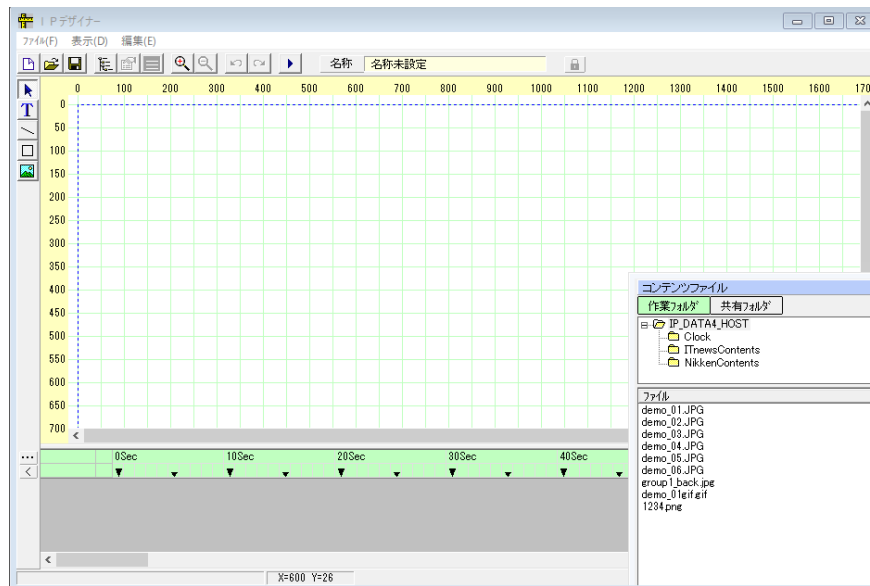 ＩＰデザイナー
ファイル(F) 表示(D) 編集(E)
名称 名称未設定
T
0 100 200 300 400 500 600 700 800 900 1000 1100 1200 1300 1400 1500 1600 170
0
50
100
150
200
250
300
350
400
450
500
550
600
650
700
コンテンツファイル
作業フォルダ 共有フォルダ
IP_DATA4_HOST
Clock
ITnewsContents
NikkenContents
ファイル
demo_01.JPG
demo_02.JPG
demo_03.JPG
demo_04.JPG
demo_05.JPG
demo_06.JPG
group1_back.jpg
demo_01gif.gif
1234.png
0Sec 10Sec 20Sec 30Sec 40Sec
X=600 Y=26